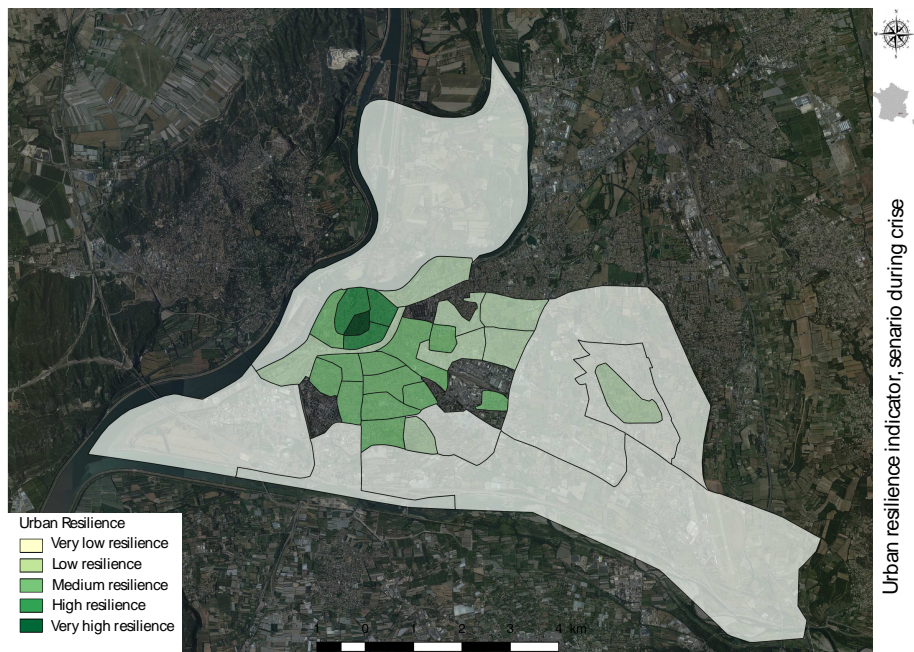 Urban resilience indicator, senario during crise
Urban Resilience
Very low resilience
Low resilience
Medium resilience
High resilience
Very high resilience
1 0 1 2 3 4 km